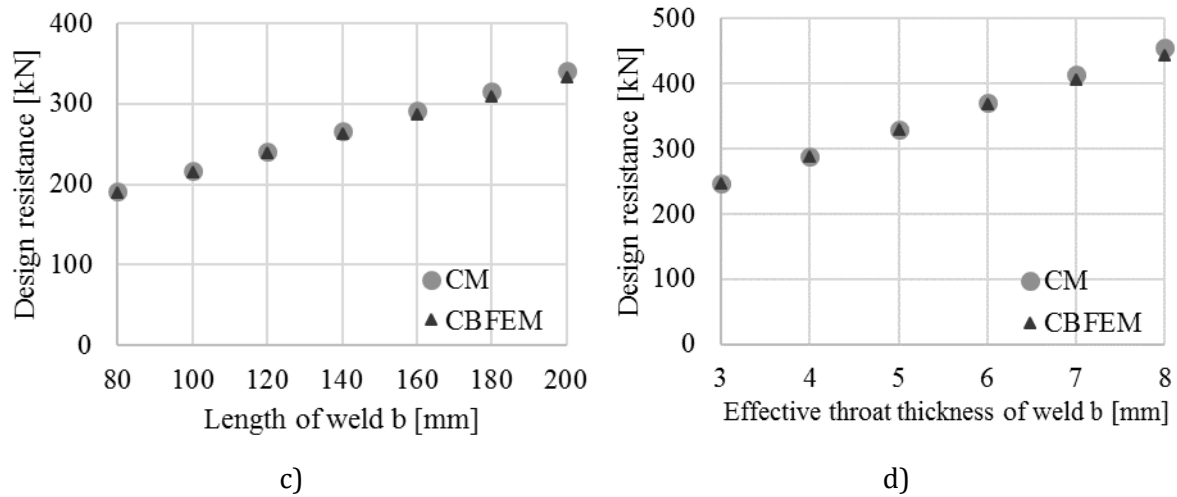 Design resistance [kN]
400
300
200
100
0
80 100 120 140 160 180 200
Length of weld b [mm]
CM
CBFEM
c)
Design resistance [kN]
500
400
300
200
100
0
3 4 5 6 7 8
Effective throat thickness of weld b [mm]
CM
CBFEM
d)